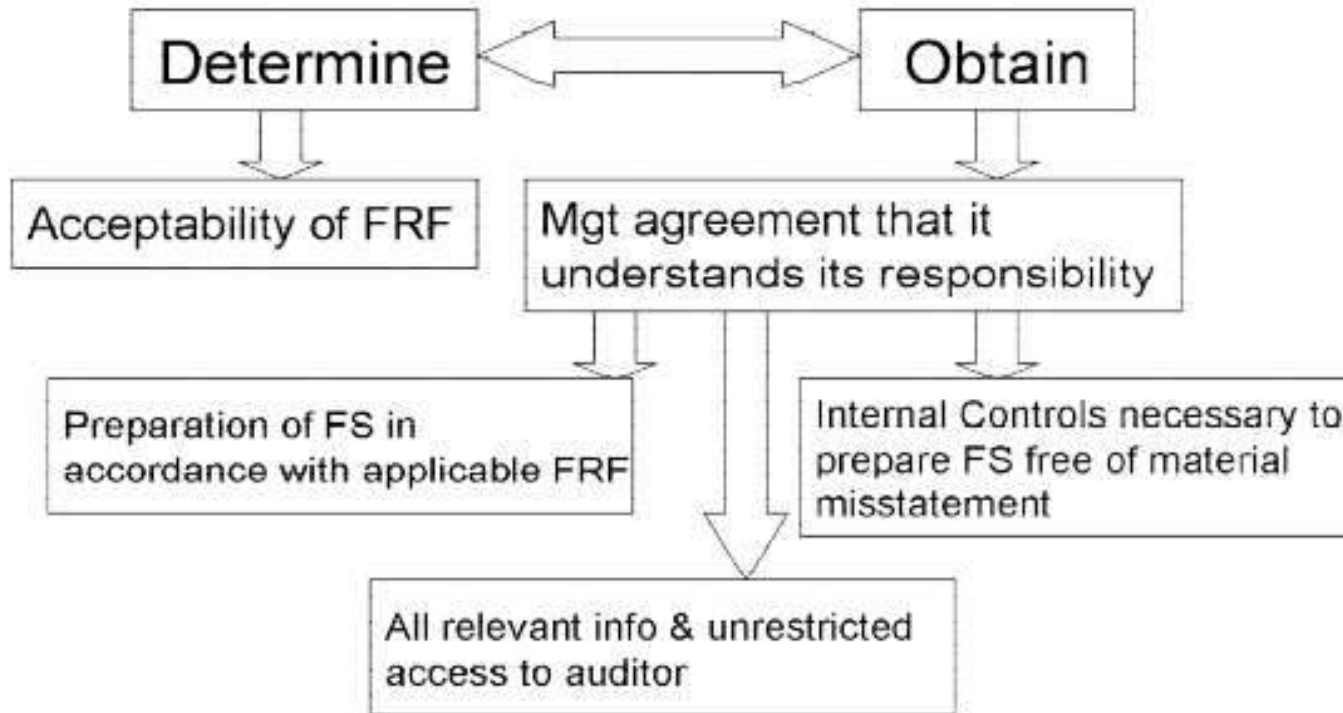 Determine
Obtain
Acceptability of FRF
Mgt agreement that it
understands its responsibility
Preparation of FS in
accordance with applicable FRF
Internal Controls necessary to
prepare FS free of material
misstatement
All relevant info & unrestricted
access to auditor